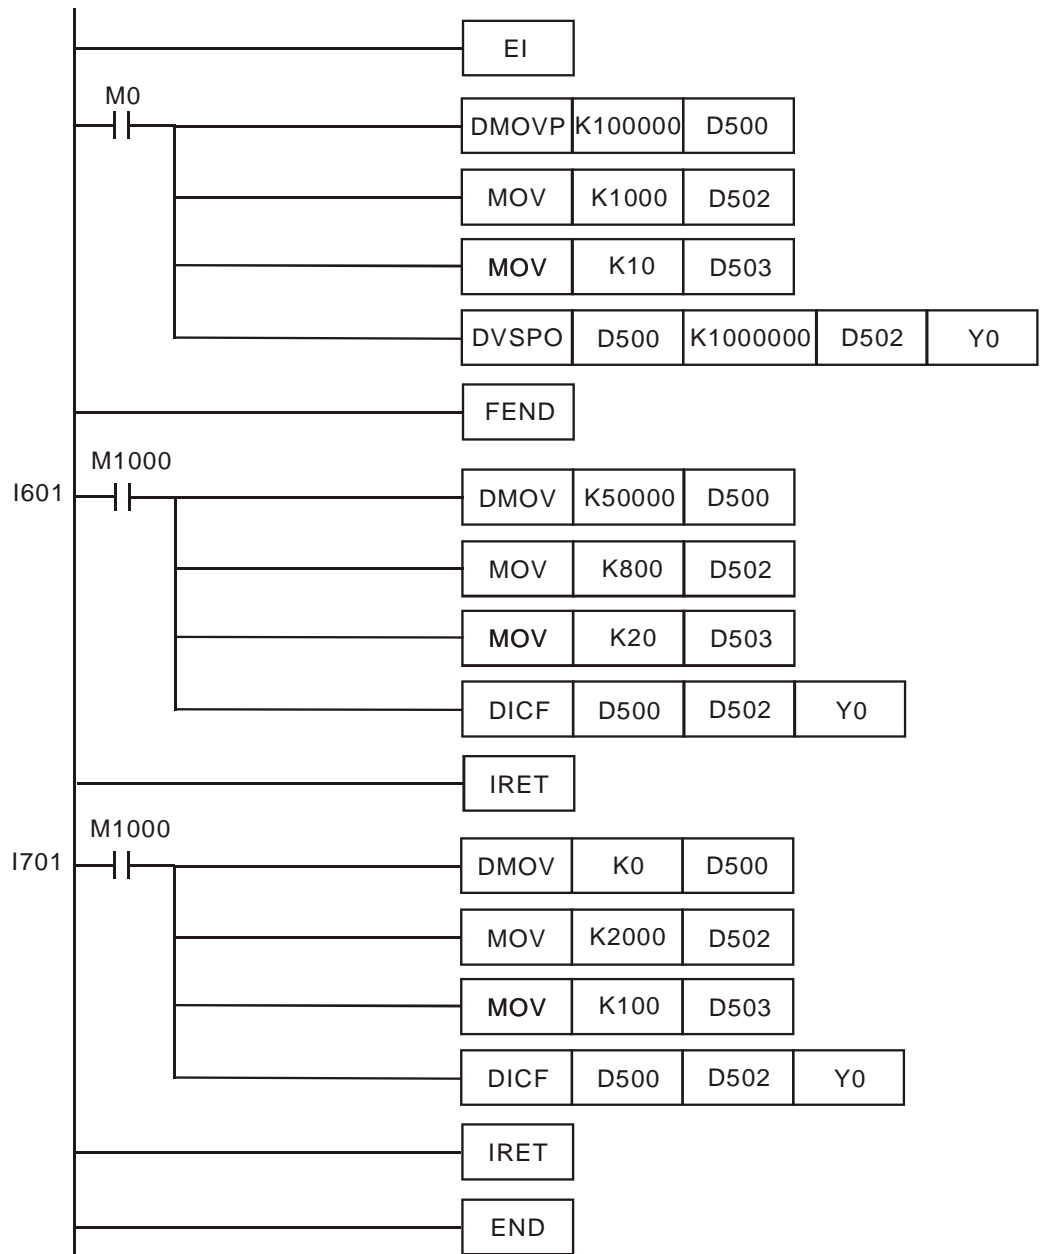 EI
M0
DMOVP K100000 D500
MOV K1000 D502
MOV K10 D503
DVSPO D500 K1000000 D502 Y0
FEND
M1000
I601 DMOV K50000 D500
MOV K800 D502
MOV K20 D503
DICF D500 D502 Y0
IRET
M1000
I701 DMOV K0 D500
MOV K2000 D502
MOV K100 D503
DICF D500 D502 Y0
IRET
END